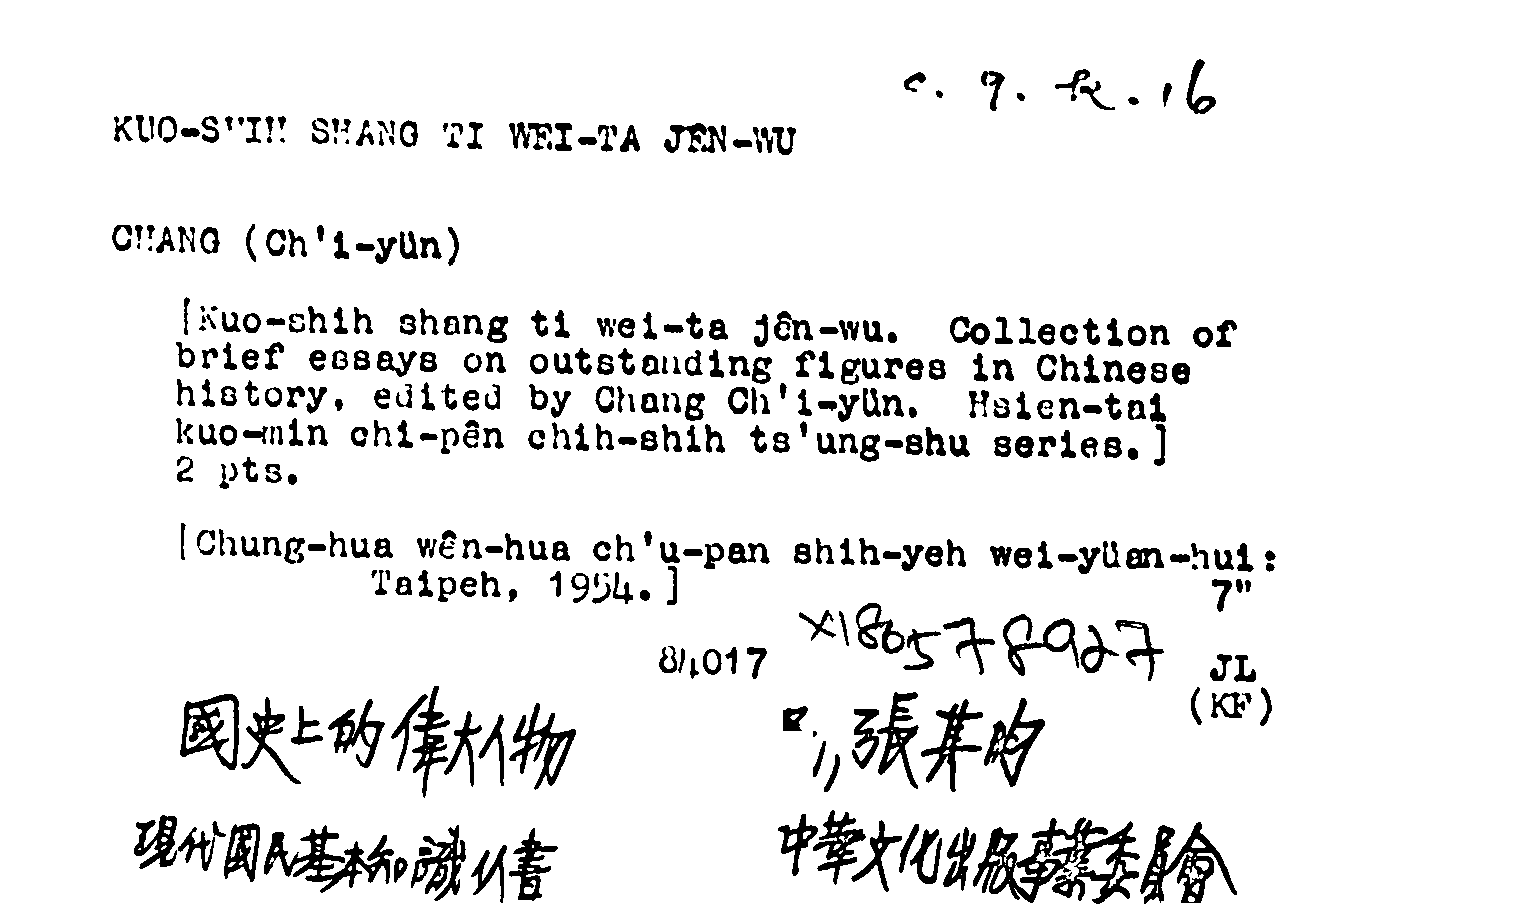 c. 9. k. 16
KUO-SHIH SHANG TI WEI-TA JÊN-WU
CHANG (Ch'i-yün)
[Kuo-shih shang ti wei-ta jên-wu. Collection of
brief essays on outstanding figures in Chinese
history, edited by Chang Ch'i-yün. Hsien-tai
kuo-min chi-pên chih-shih ts'ung-shu series.]
2 pts.
[Chung-hua wên-hua ch'u-pan shih-yeh wei-yüan-hui:
Taipeh, 1954.] 7"
84017 X180578927 JL
(KF)
國史上的偉大人物 張其昀
現代國民基本知識丛書 中華文化出版事業委員會